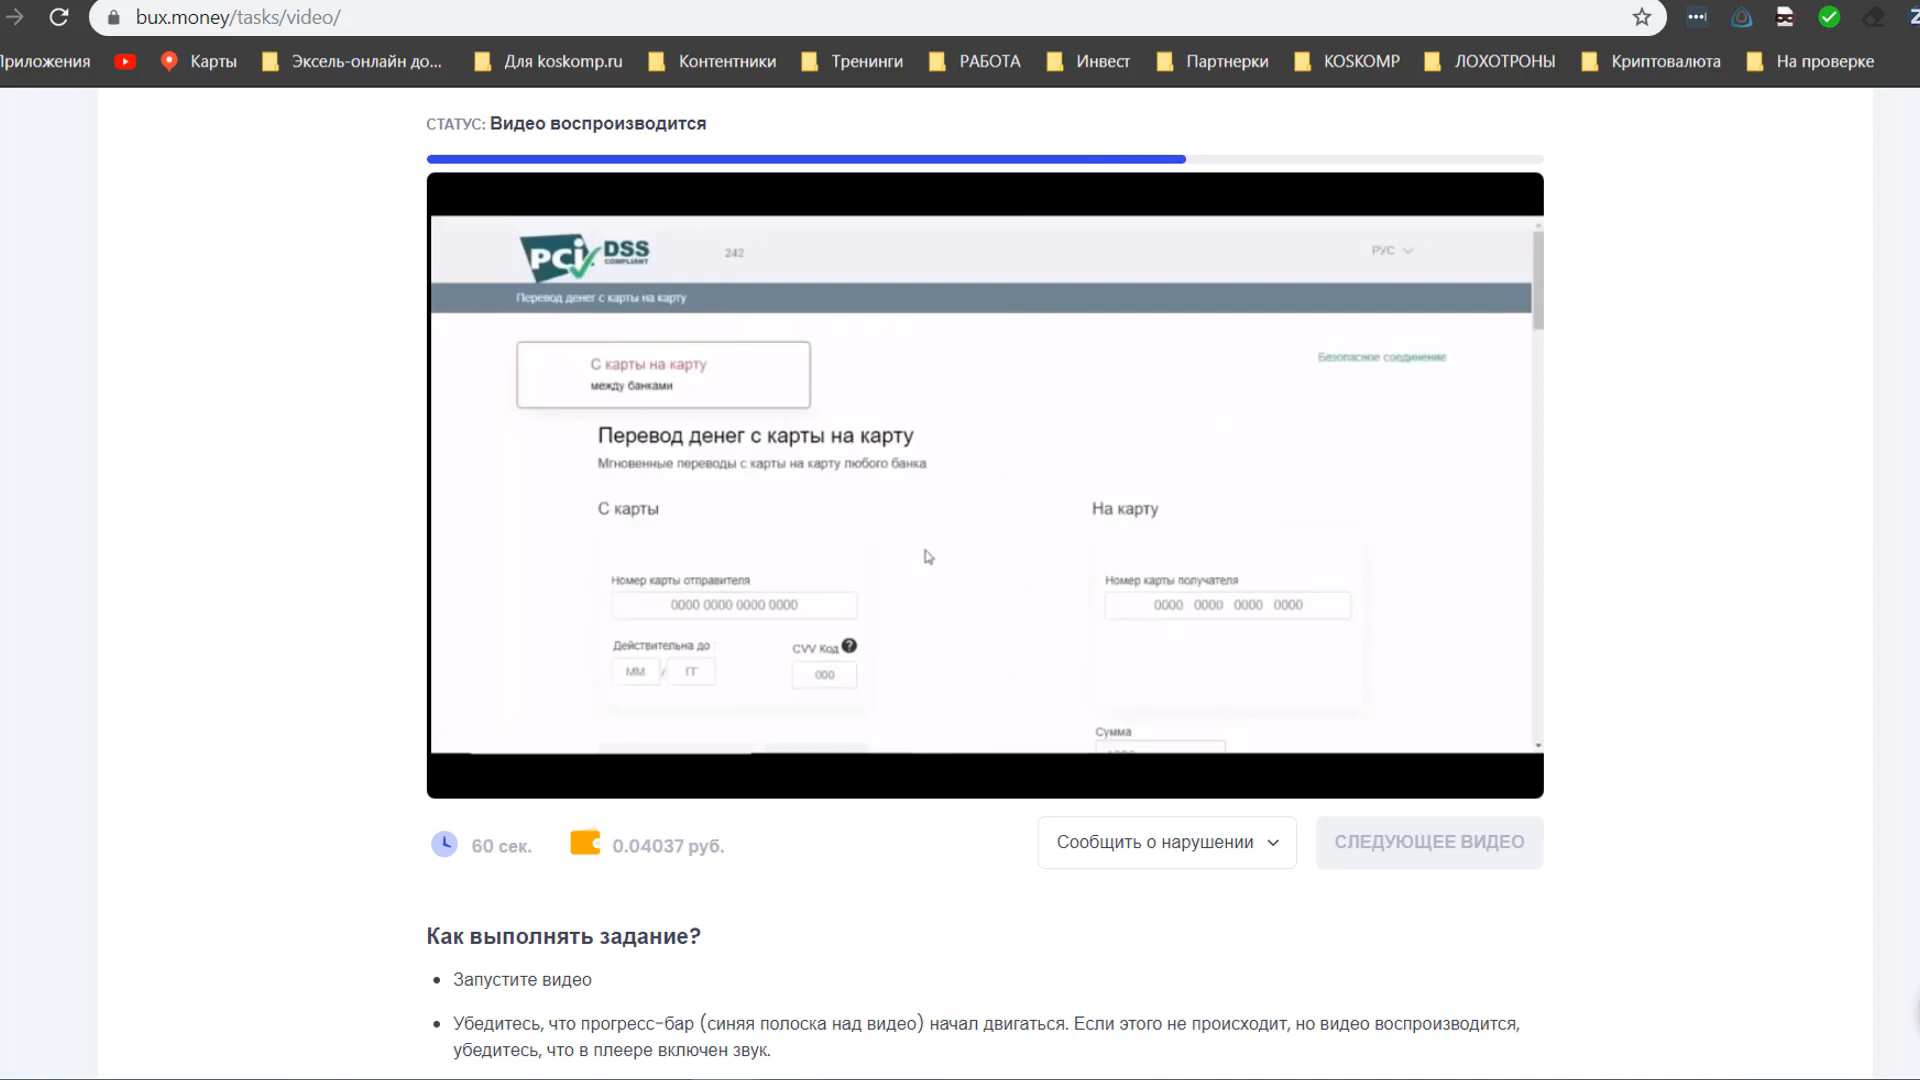 bux.money/tasks/video/
Приложения Карты Эксель-онлайн до... Для koskomp.ru Контентники Тренинги РАБОТА Инвест Партнерки KOSKOMP ЛОХОТРОНЫ Криптовалюта На проверке
СТАТУС: Видео воспроизводится
PCI DSS COMPLIANT
242
РУС
Перевод денег с карты на карту
С карты на карту
между банками
Безопасное соединение
Перевод денег с карты на карту
Мгновенные переводы с карты на карту любого банка
С карты
На карту
Номер карты отправителя
Номер карты получателя
0000 0000 0000 0000
0000 0000 0000 0000
Действительна до :
CVV Код ?
ММ / ГГ
000
Сумма
60 сек.
0.04037 руб.
Сообщить о нарушении
СЛЕДУЮЩЕЕ ВИДЕО
Как выполнять задание?
• Запустите видео
• Убедитесь, что прогресс-бар (синяя полоска над видео) начал двигаться. Если этого не происходит, но видео воспроизводится,
убедитесь, что в плеере включен звук.